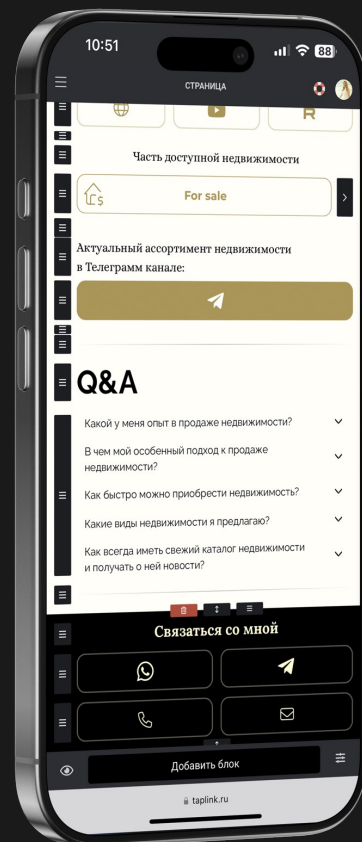 10:51
88
СТРАНИЦА
R
Часть доступной недвижимости
For sale
Актуальный ассортимент недвижимости
в Телеграмм канале:
Q&A
Какой у меня опыт в продаже недвижимости?
В чем мой особенный подход к продаже
недвижимости?
Как быстро можно приобрести недвижимость?
Какие виды недвижимости я предлагаю?
Как всегда иметь свежий каталог недвижимости
и получать о ней новости?
Связаться со мной
Добавить блок
taplink.ru